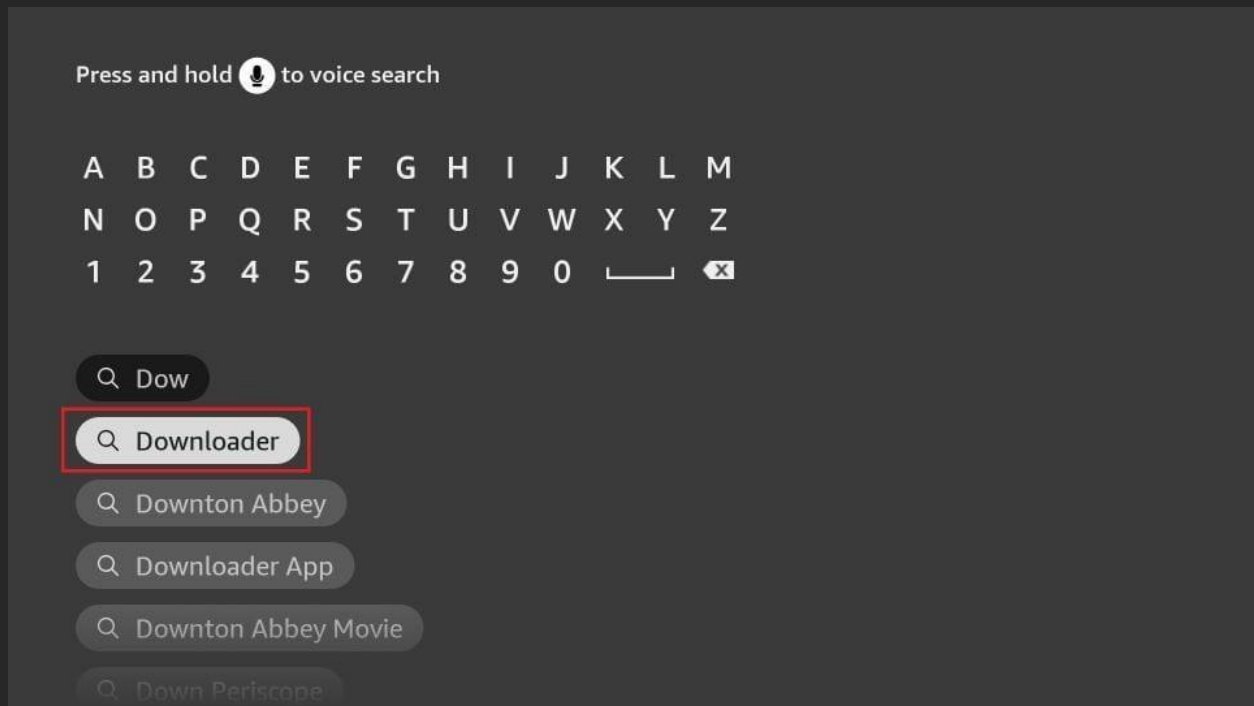 Press and hold to voice search
A B C D E F G H I J K L M
N O P Q R S T U V W X Y Z
1 2 3 4 5 6 7 8 9 0
Dow
Downloader
Downton Abbey
Downloader App
Downton Abbey Movie
Down Periscope